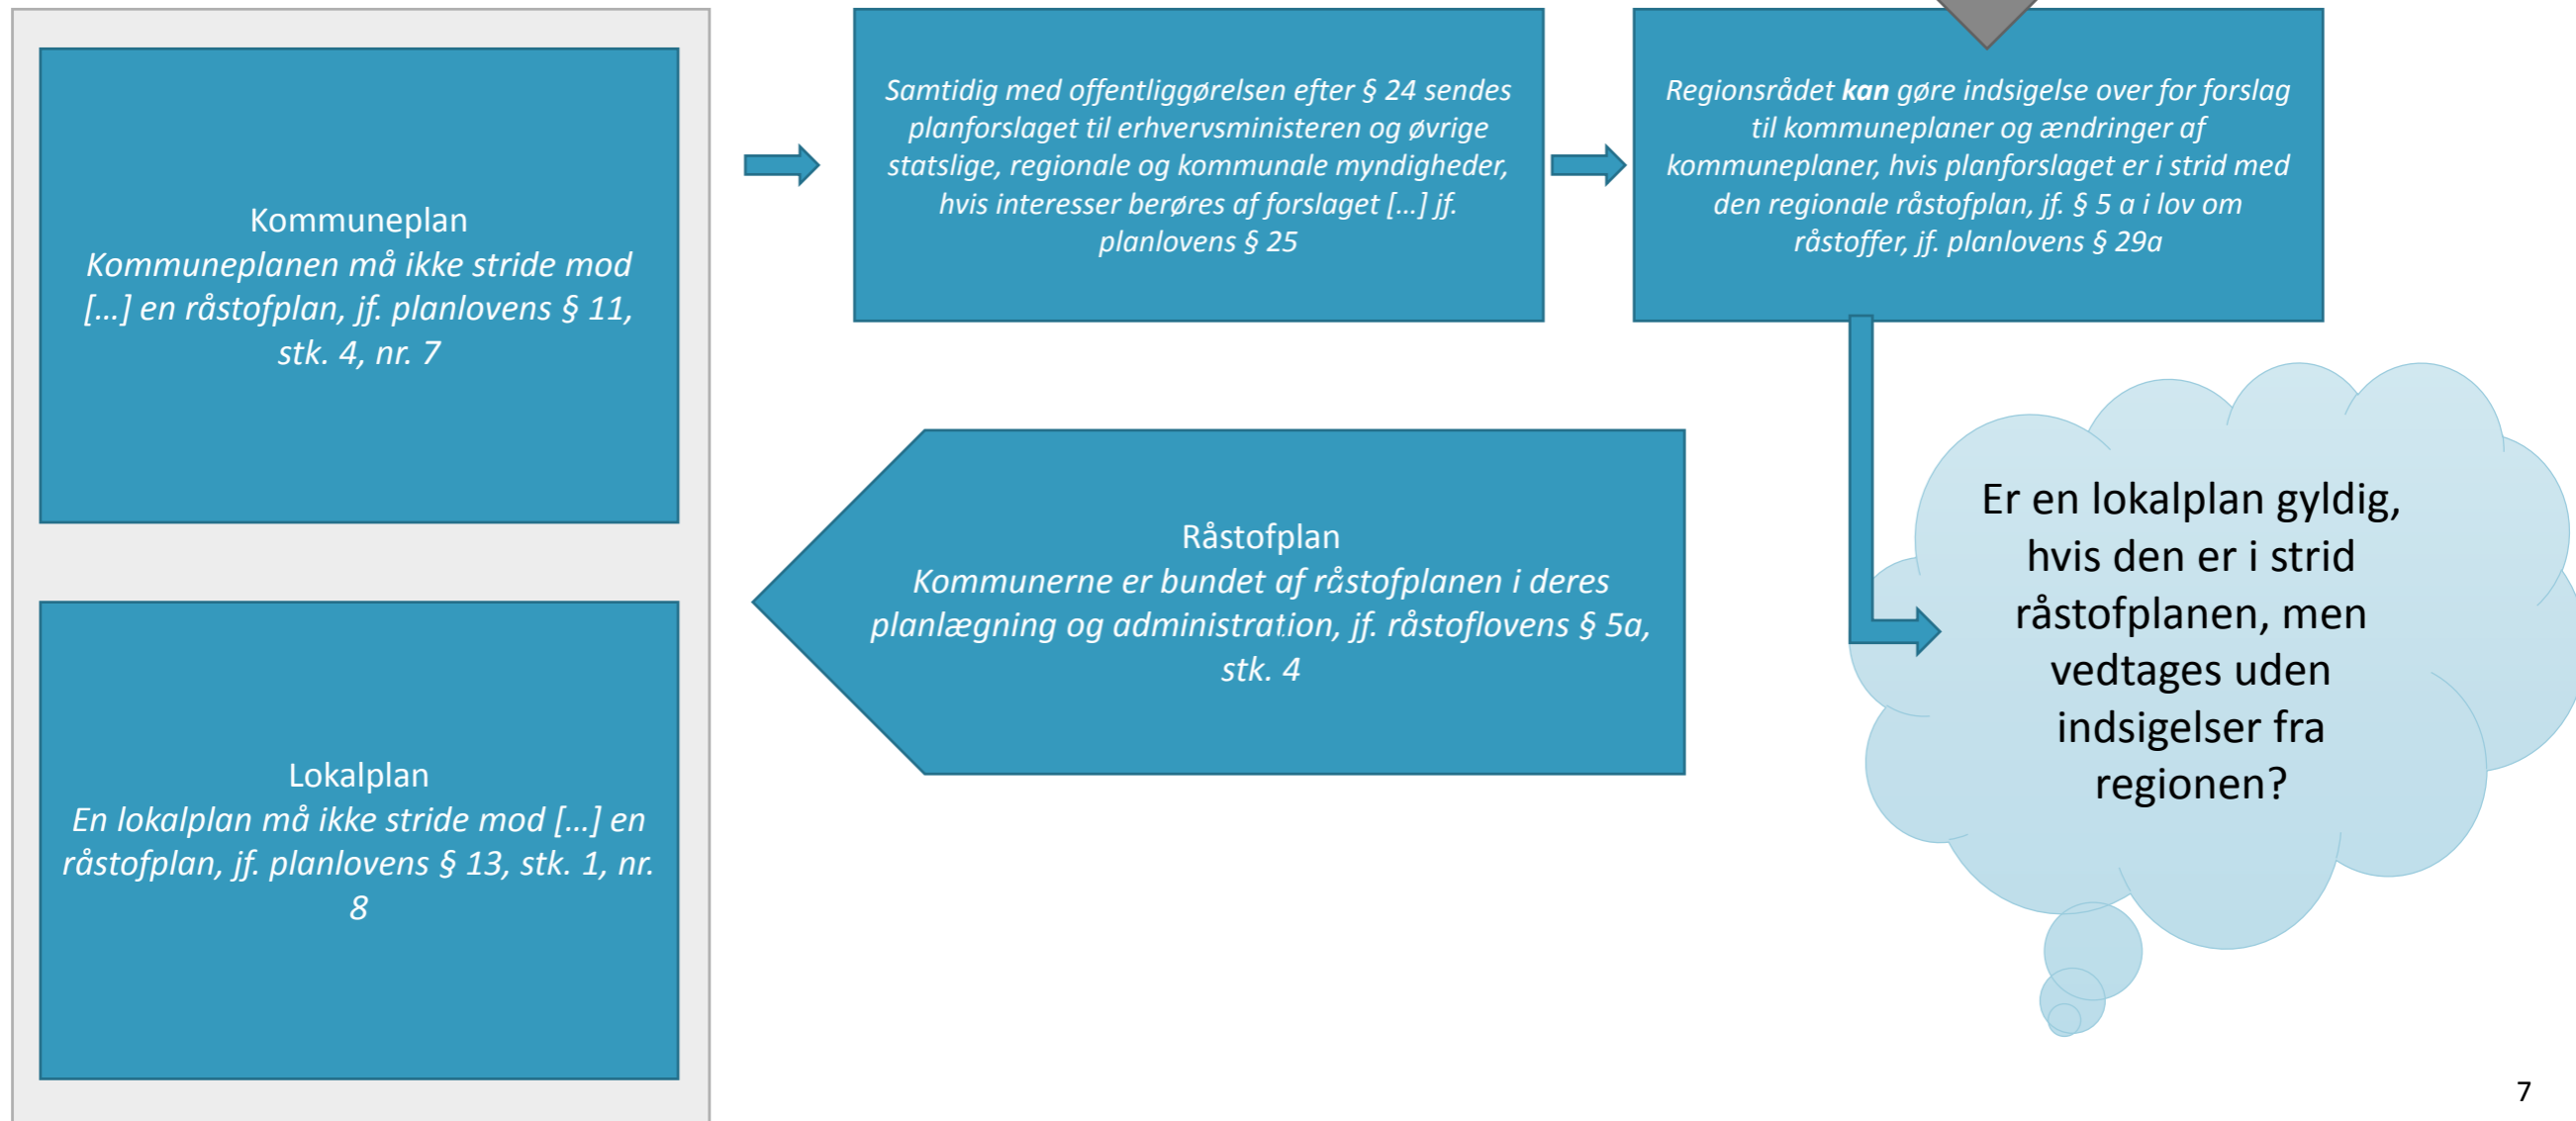 Kommuneplan
Kommuneplanen må ikke stride mod
[…] en råstofplan, jf. planlovens § 11,
stk. 4, nr. 7
Lokalplan
En lokalplan må ikke stride mod […] en
råstofplan, jf. planlovens § 13, stk. 1, nr.
8
Samtidig med offentliggørelsen efter § 24 sendes
planforslaget til erhvervsministeren og øvrige
statslige, regionale og kommunale myndigheder,
hvis interesser berøres af forslaget […] jf.
planlovens § 25
Regionsrådet kan gøre indsigelse over for forslag
til kommuneplaner og ændringer af
kommuneplaner, hvis planforslaget er i strid med
den regionale råstofplan, jf. § 5 a i lov om
råstoffer, jf. planlovens § 29a
Råstofplan
Kommunerne er bundet af råstofplanen i deres
planlægning og administration, jf. råstoflovens § 5a,
stk. 4
Er en lokalplan gyldig,
hvis den er i strid
råstofplanen, men
vedtages uden
indsigelser fra
regionen?
7